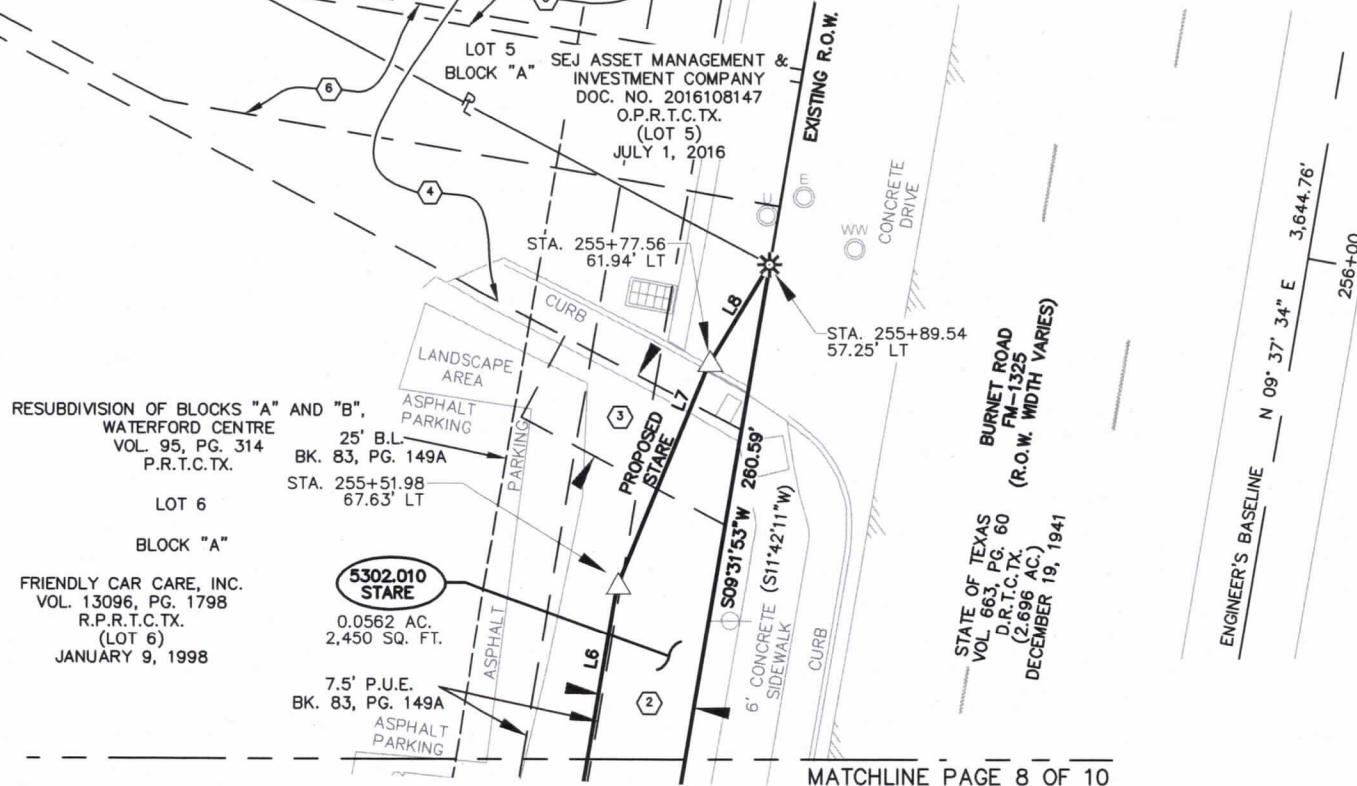 5
LOT 5
BLOCK "A"
SEJ ASSET MANAGEMENT &
INVESTMENT COMPANY
DOC. NO. 2016108147
O.P.R.T.C.TX.
(LOT 5)
JULY 1, 2016
EXISTING R.O.W.
6
PL
4
E
E
WW
CONCRETE
DRIVE
STA. 255+77.56
61.94' LT
CURB
L8
STA. 255+89.54
57.25' LT
LANDSCAPE
AREA
ASPHALT
PARKING
PARKING
ASPHALT
3
L7
PROPOSED
STARE
RESUBDIVISION OF BLOCKS "A" AND "B",
WATERFORD CENTRE
VOL. 95, PG. 314
P.R.T.C.TX.
LOT 6
BLOCK "A"
FRIENDLY CAR CARE, INC.
VOL. 13096, PG. 1798
R.P.R.T.C.TX.
(LOT 6)
JANUARY 9, 1998
25' B.L.
BK. 83, PG. 149A
STA. 255+51.98
67.63' LT
5302.010
STARE
0.0562 AC.
2,450 SQ. FT.
L6
7.5' P.U.E.
BK. 83, PG. 149A
ASPHALT
PARKING
2
S09°31'53"W 260.59'
(S11°42'11"W)
6' CONCRETE
SIDEWALK
CURB
BURNET ROAD
FM-1325
(R.O.W. WIDTH VARIES)
STATE OF TEXAS
VOL. 663, PG. 60
D.R.T.C.TX.
(2.696 AC.)
DECEMBER 19, 1941
ENGINEER'S BASELINE N 09° 37' 34" E 3,644.76'
256+00
MATCHLINE PAGE 8 OF 10